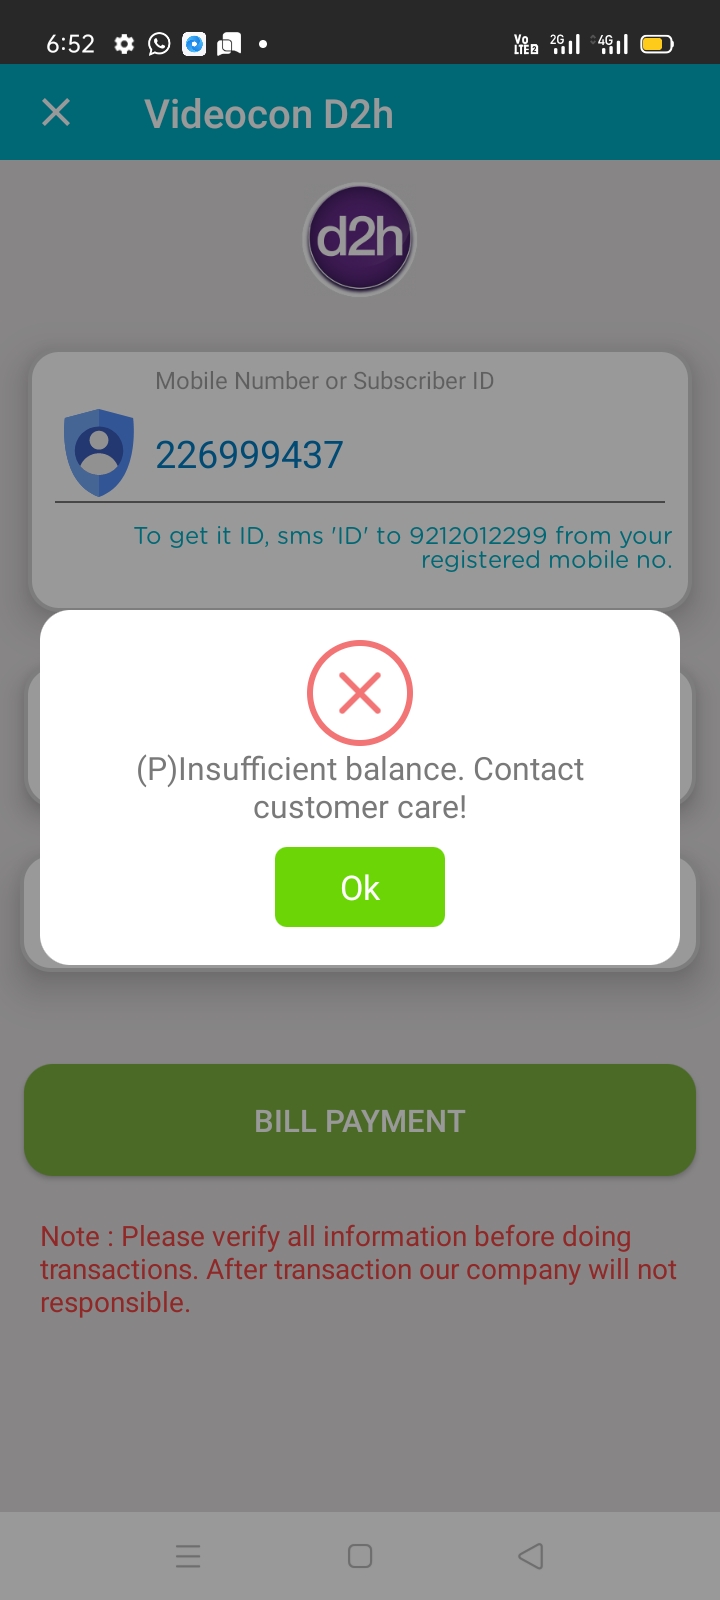 6:52
Vo LTE2 2G 4G
Videocon D2h
d2h
Mobile Number or Subscriber ID
226999437
To get it ID, sms 'ID' to 9212012299 from your
registered mobile no.
(P)Insufficient balance. Contact
customer care!
Ok
BILL PAYMENT
Note : Please verify all information before doing
transactions. After transaction our company will not
responsible.